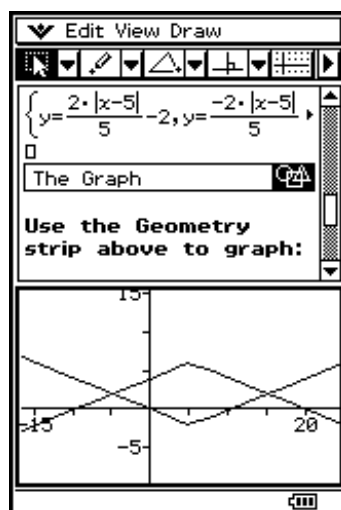 Edit View Draw
{y=2·|x-5|/5-2,y=-2·|x-5|/5
The Graph
Use the Geometry
strip above to graph:
15
-15
20
-5